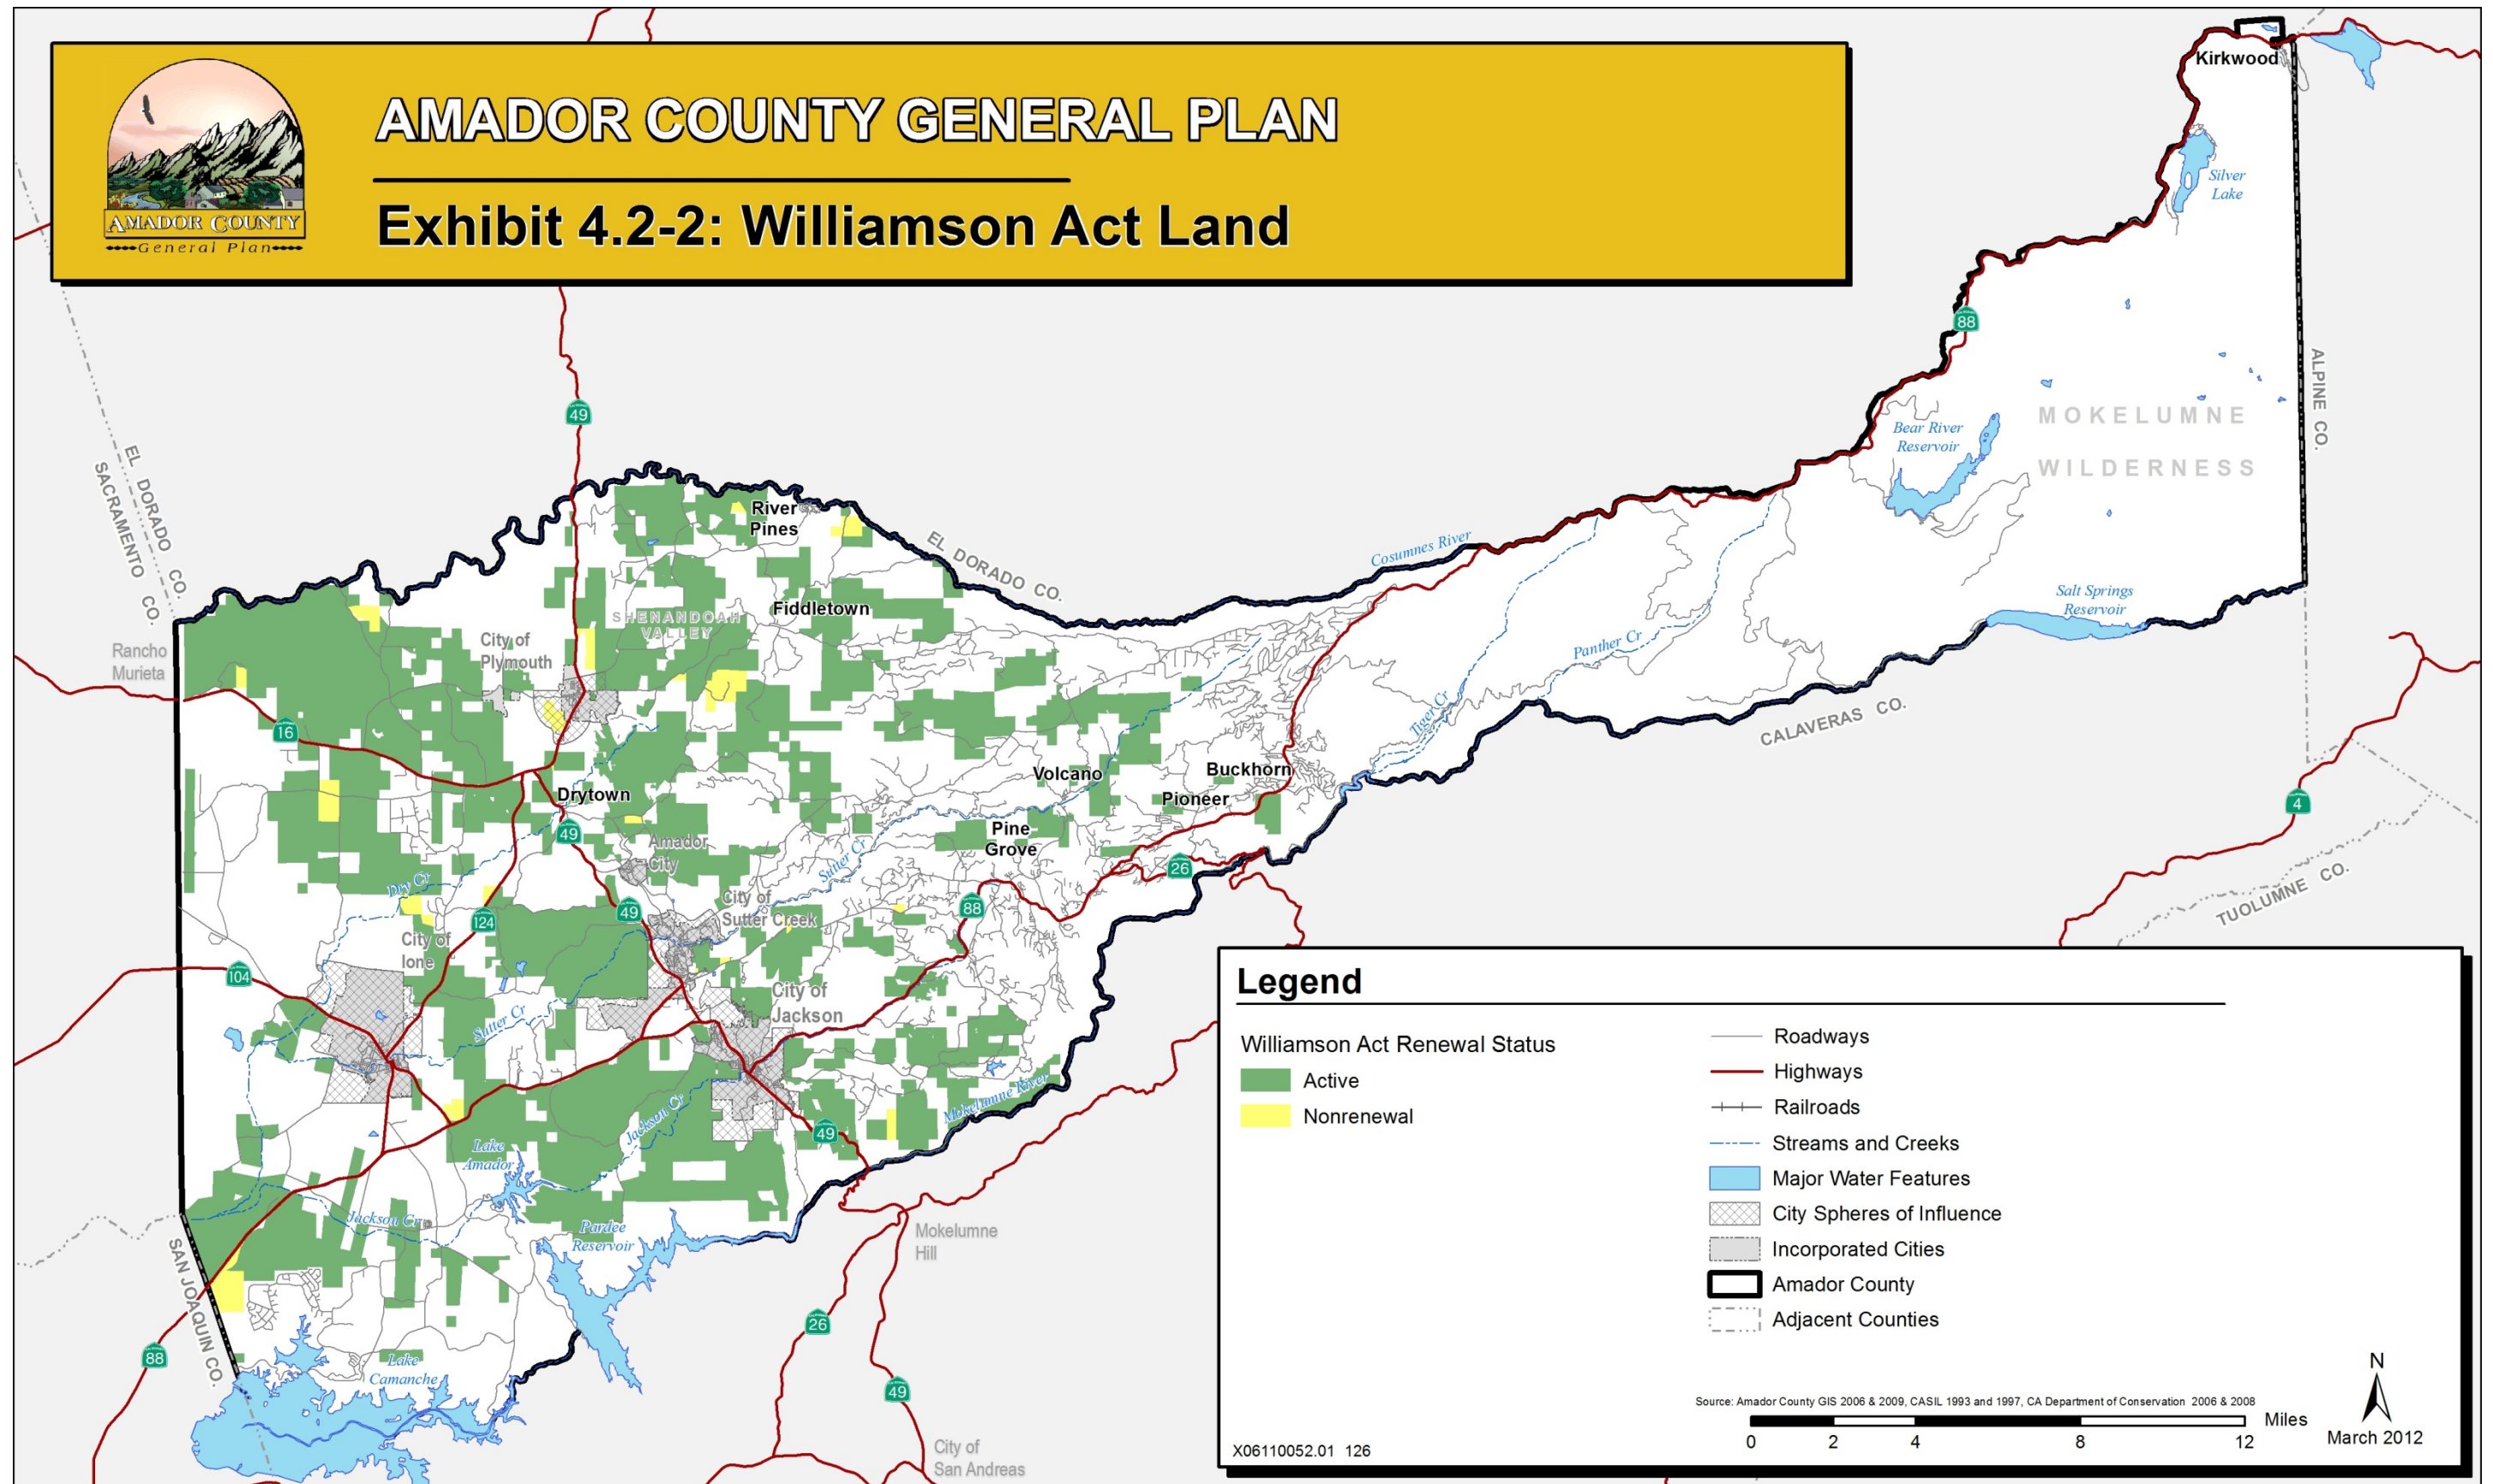 AMADOR COUNTY GENERAL PLAN
Exhibit 4.2-2: Williamson Act Land
AMADOR COUNTY
General Plan
Kirkwood
Silver
Lake
88
ALPINE CO.
MOKELUMNE
WILDERNESS
Bear River
Reservoir
49
EL DORADO CO.
SACRAMENTO CO.
River
Pines
EL DORADO CO.
Cosumnes River
Salt Springs
Reservoir
Fiddletown
SHENANDOAH
VALLEY
City of
Plymouth
Rancho
Murieta
Panther Cr
Tiger Cr
CALAVERAS CO.
16
Volcano
Buckhorn
Pioneer
Drytown
49
4
Pine
Grove
Amador
City
Sutter Cr
26
TUOLUMNE CO.
Dry Cr
124
49
City of
Sutter Creek
88
City of
Ione
104
City of
Jackson
Sutter Cr
Jackson Cr
Mokelumne River
49
Lake
Amador
Jackson Cr
Pardee
Reservoir
Mokelumne
Hill
SAN JOAQUIN CO.
26
88
Lake
Camanche
49
City of
San Andreas
Legend
Williamson Act Renewal Status
Active
Nonrenewal
Roadways
Highways
Railroads
Streams and Creeks
Major Water Features
City Spheres of Influence
Incorporated Cities
Amador County
Adjacent Counties
Source: Amador County GIS 2006 & 2009, CASIL 1993 and 1997, CA Department of Conservation 2006 & 2008
Miles
0 2 4 8 12
N
March 2012
X06110052.01 126